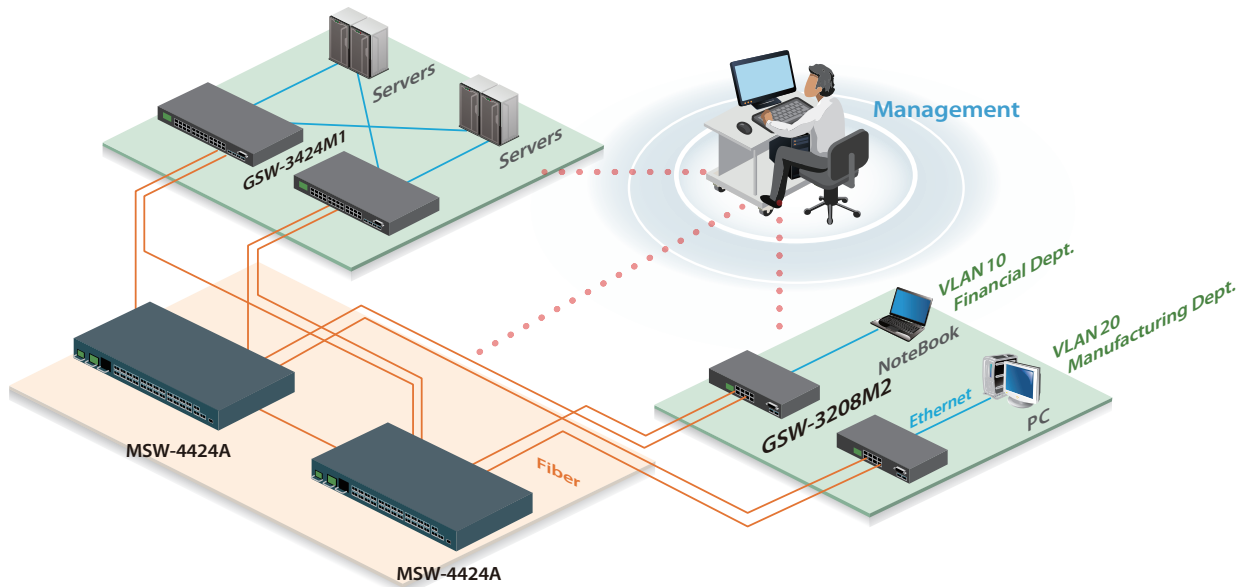 Servers
Servers
GSW-3424M1
Management
VLAN 10
Financial Dept.
VLAN 20
Manufacturing Dept.
NoteBook
GSW-3208M2
Ethernet
PC
MSW-4424A
Fiber
MSW-4424A